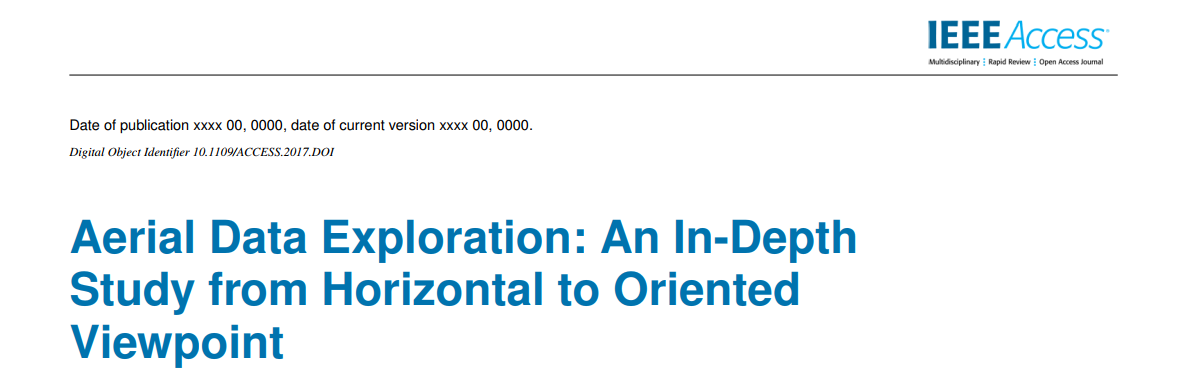 IEEE Access
Multidisciplinary | Rapid Review | Open Access Journal
Date of publication xxxx 00, 0000, date of current version xxxx 00, 0000.
Digital Object Identifier 10.1109/ACCESS.2017.DOI
Aerial Data Exploration: An In-Depth
Study from Horizontal to Oriented
Viewpoint